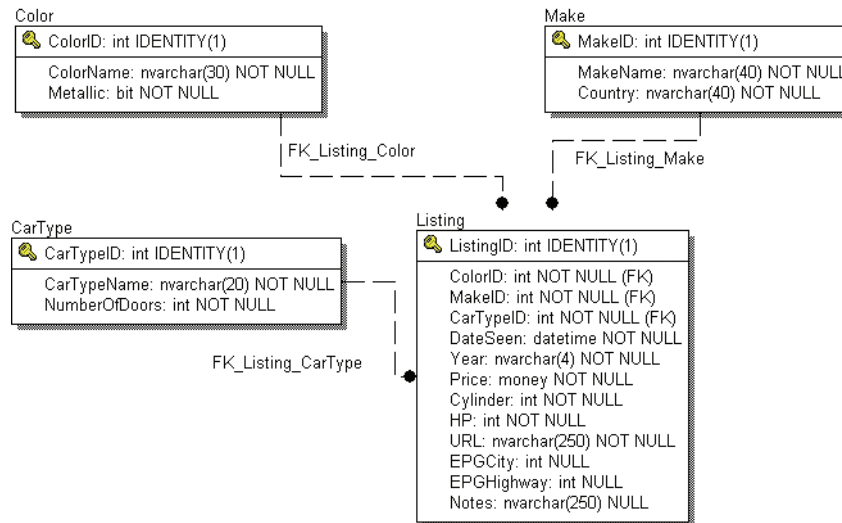 Color
ColorID: int IDENTITY(1)
ColorName: nvarchar(30) NOT NULL
Metallic: bit NOT NULL
Make
MakeID: int IDENTITY(1)
MakeName: nvarchar(40) NOT NULL
Country: nvarchar(40) NOT NULL
FK_Listing_Color
FK_Listing_Make
CarType
CarTypeID: int IDENTITY(1)
CarTypeName: nvarchar(20) NOT NULL
NumberOfDoors: int NOT NULL
FK_Listing_CarType
Listing
ListingID: int IDENTITY(1)
ColorID: int NOT NULL (FK)
MakeID: int NOT NULL (FK)
CarTypeID: int NOT NULL (FK)
DateSeen: datetime NOT NULL
Year: nvarchar(4) NOT NULL
Price: money NOT NULL
Cylinder: int NOT NULL
HP: int NOT NULL
URL: nvarchar(250) NOT NULL
EPGCity: int NULL
EPGHighway: int NULL
Notes: nvarchar(250) NULL